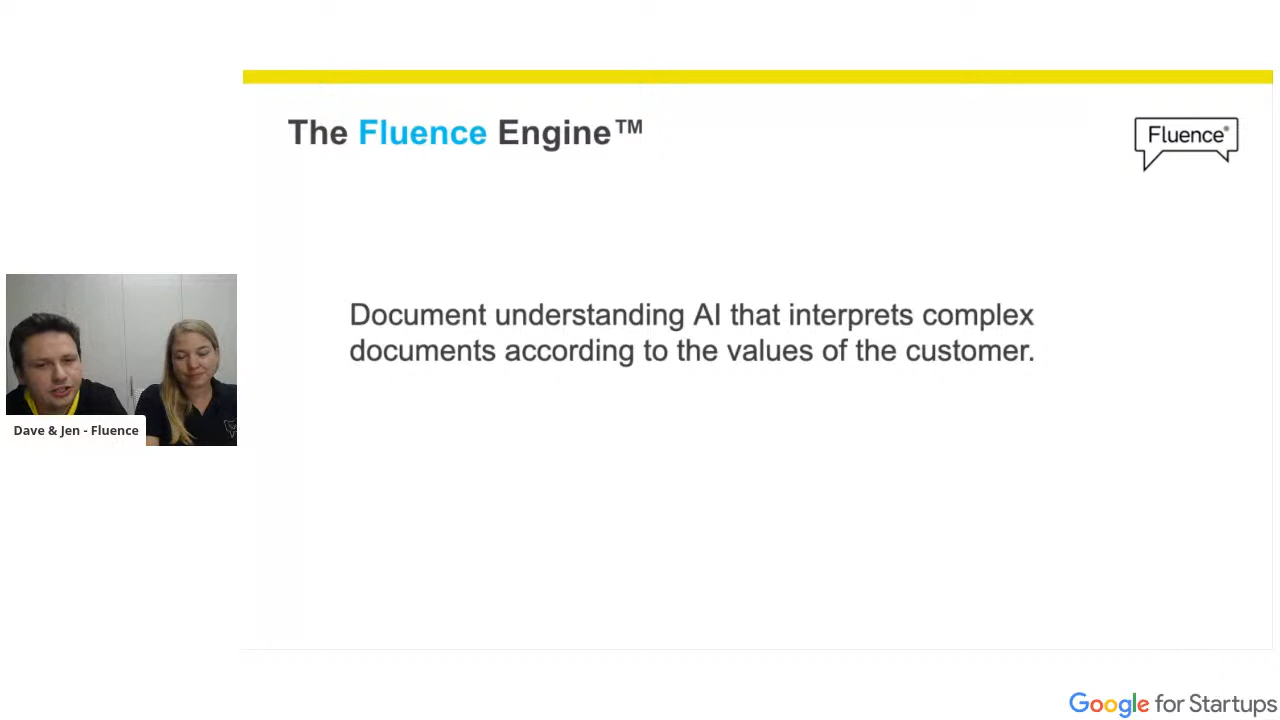 The Fluence Engine™
Fluence®
Document understanding AI that interprets complex
documents according to the values of the customer.
Dave & Jen - Fluence
Google for Startups